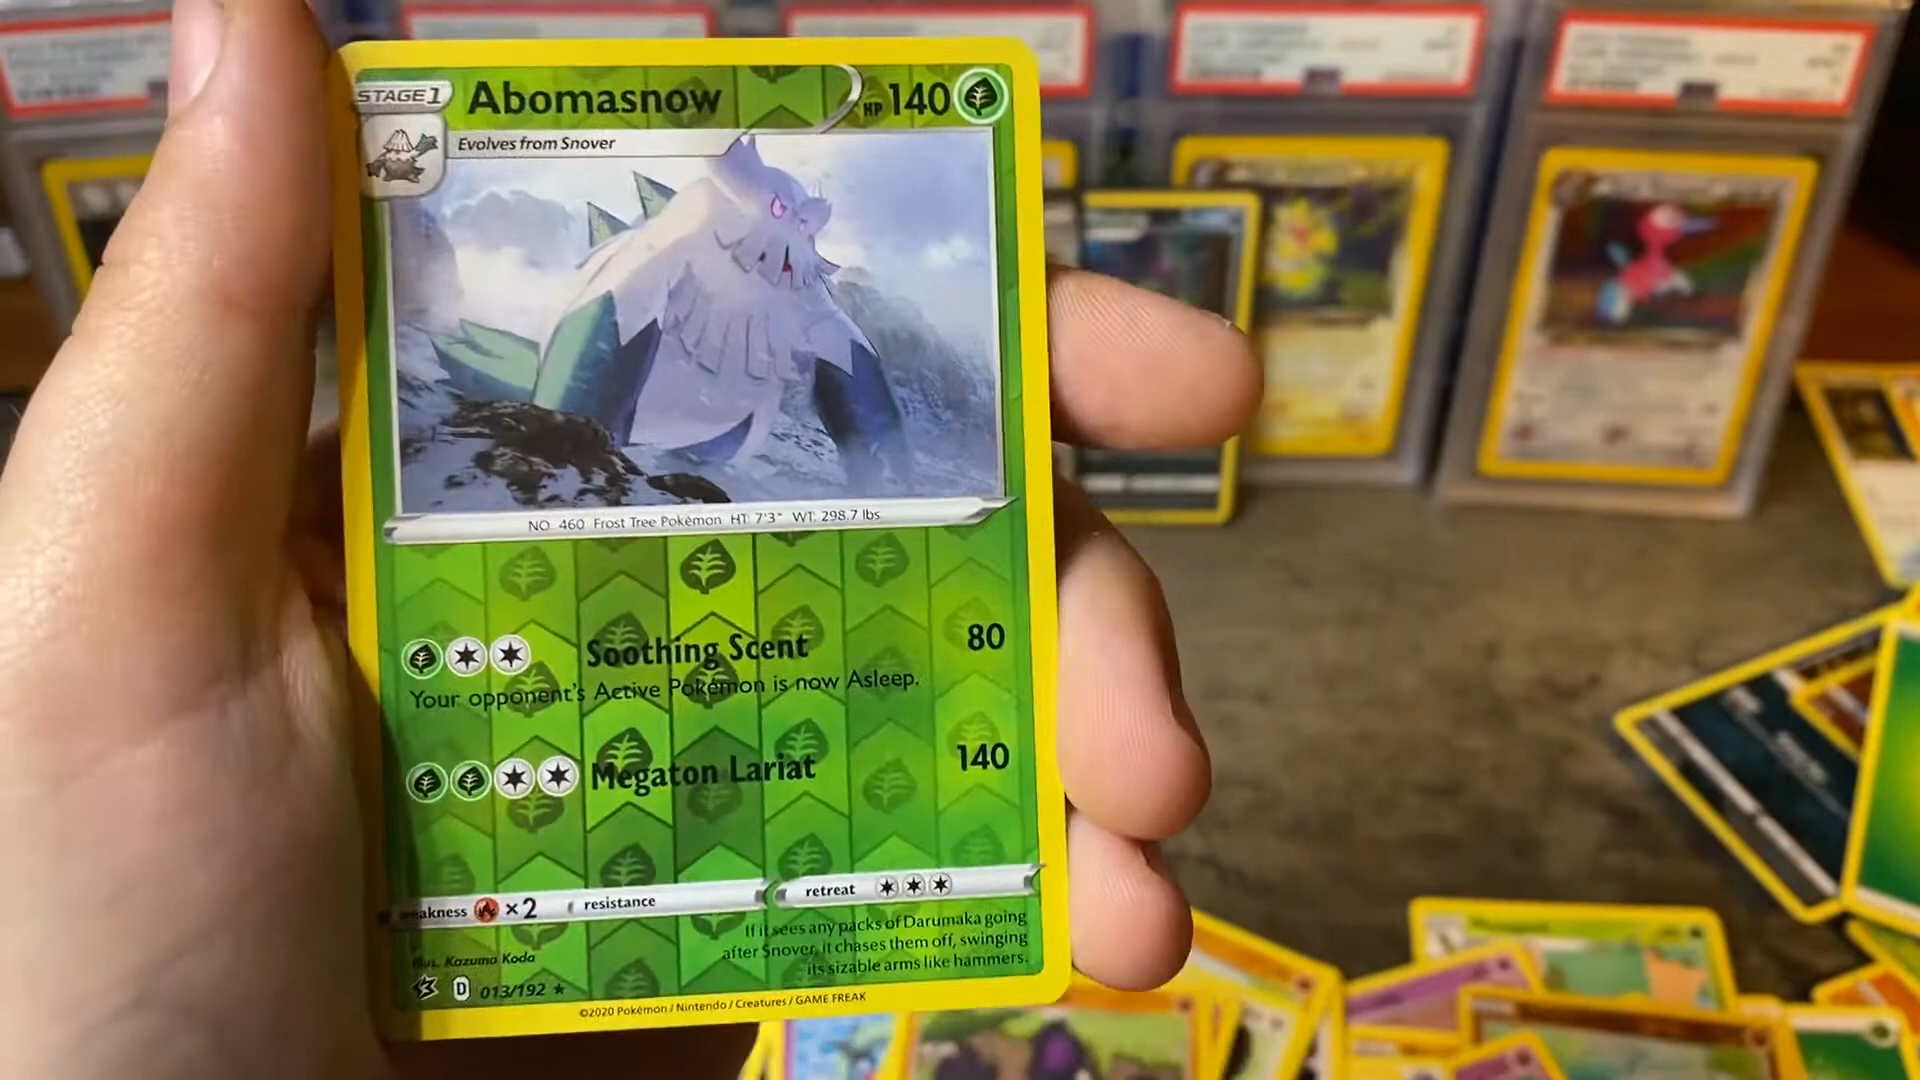 STAGE1
Abomasnow
HP 140
Evolves from Snover
NO 460 Frost Tree Pokémon HT: 7'3" WT: 298.7 lbs
Soothing Scent 80
Your opponent's Active Pokémon is now Asleep.
Megaton Lariat 140
weakness ×2 resistance retreat
If it sees any packs of Darumaka going
after Snover, it chases them off, swinging
its sizable arms like hammers.
Illus. Kazuma Koda
D 013/192 ★
©2020 Pokémon / Nintendo / Creatures / GAME FREAK